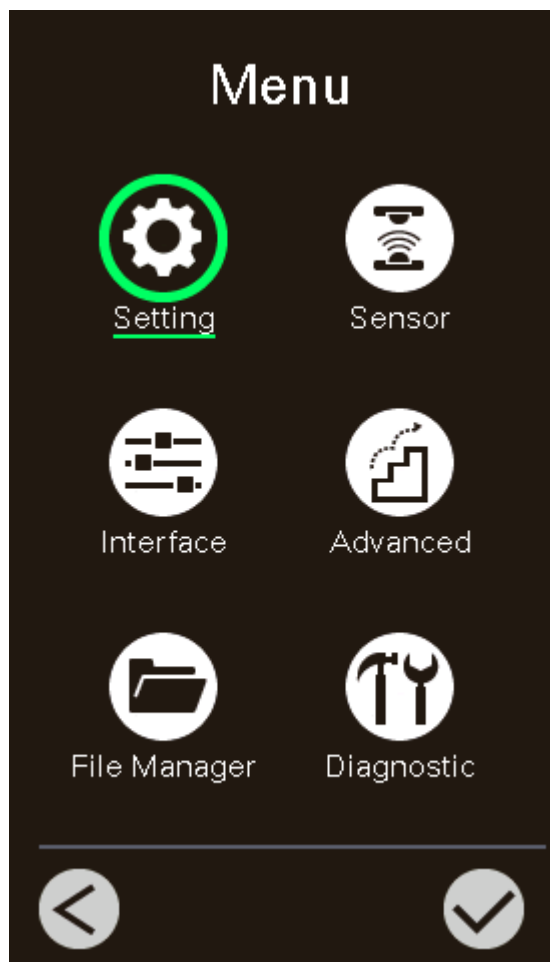 Menu
Setting Sensor
Interface Advanced
File Manager Diagnostic